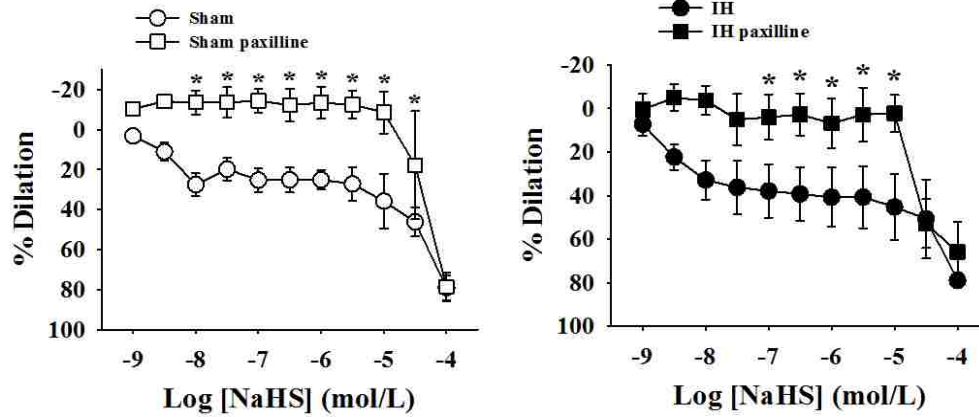 Sham
Sham paxilline
* * * * * * * *
-20
0
20
40
60
80
100
% Dilation
-9 -8 -7 -6 -5 -4
Log [NaHS] (mol/L)
IH
IH paxilline
* * * * *
-20
0
20
40
60
80
100
% Dilation
-9 -8 -7 -6 -5 -4
Log [NaHS] (mol/L)